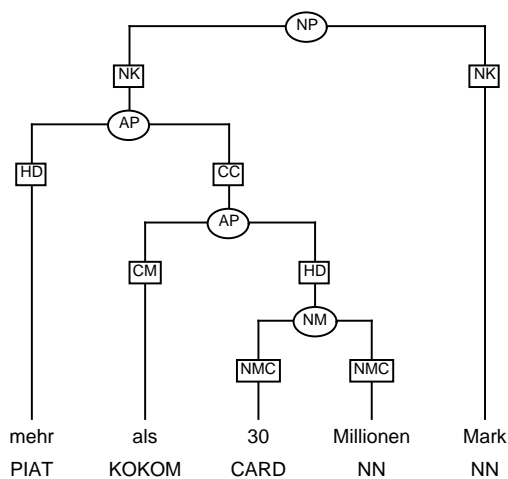 NP
NK NK
AP
HD CC
AP
CM HD
NM
NMC NMC
mehr als 30 Millionen Mark
PIAT KOKOM CARD NN NN